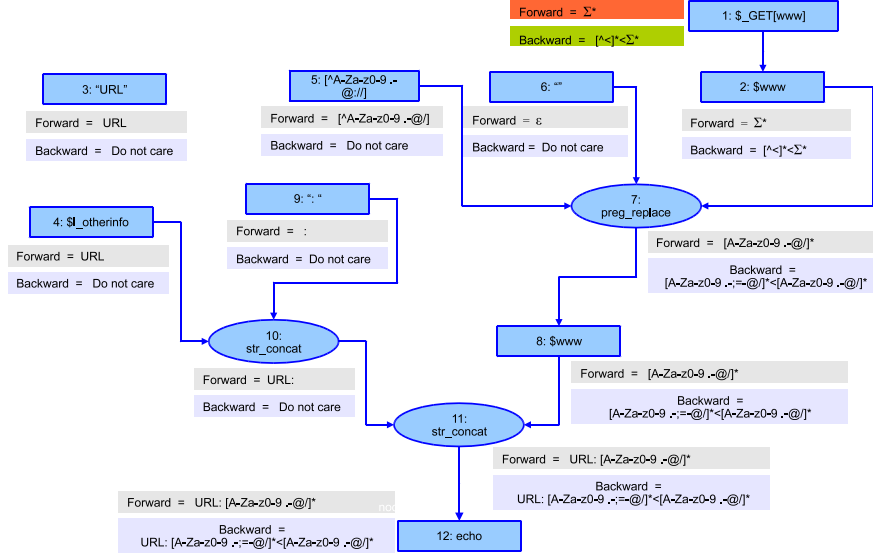 Forward = Σ*
1: $_GET[www]
Backward = [^<]*<Σ*
3: “URL”
5: [^A-Za-z0-9 .-
@://]
6: “”
2: $www
Forward = URL
Forward = [^A-Za-z0-9 .-@/]
Forward = ε
Forward = Σ*
Backward = Do not care
Backward = Do not care
Backward = Do not care
Backward = [^<]*<Σ*
9: “: “
7:
preg_replace
4: $l_otherinfo
Forward = :
Forward = [A-Za-z0-9 .-@/]*
Forward = URL
Backward = Do not care
Backward =
[A-Za-z0-9 .-;=-@/]*<[A-Za-z0-9 .-@/]*
Backward = Do not care
10:
str_concat
8: $www
Forward = URL:
Forward = [A-Za-z0-9 .-@/]*
Backward = Do not care
Backward =
[A-Za-z0-9 .-;=-@/]*<[A-Za-z0-9 .-@/]*
11:
str_concat
Forward = URL: [A-Za-z0-9 .-@/]*
Backward =
URL: [A-Za-z0-9 .-;=-@/]*<[A-Za-z0-9 .-@/]*
Forward = URL: [A-Za-z0-9 .-@/]*
Backward =
URL: [A-Za-z0-9 .-;=-@/]*<[A-Za-z0-9 .-@/]*
12: echo